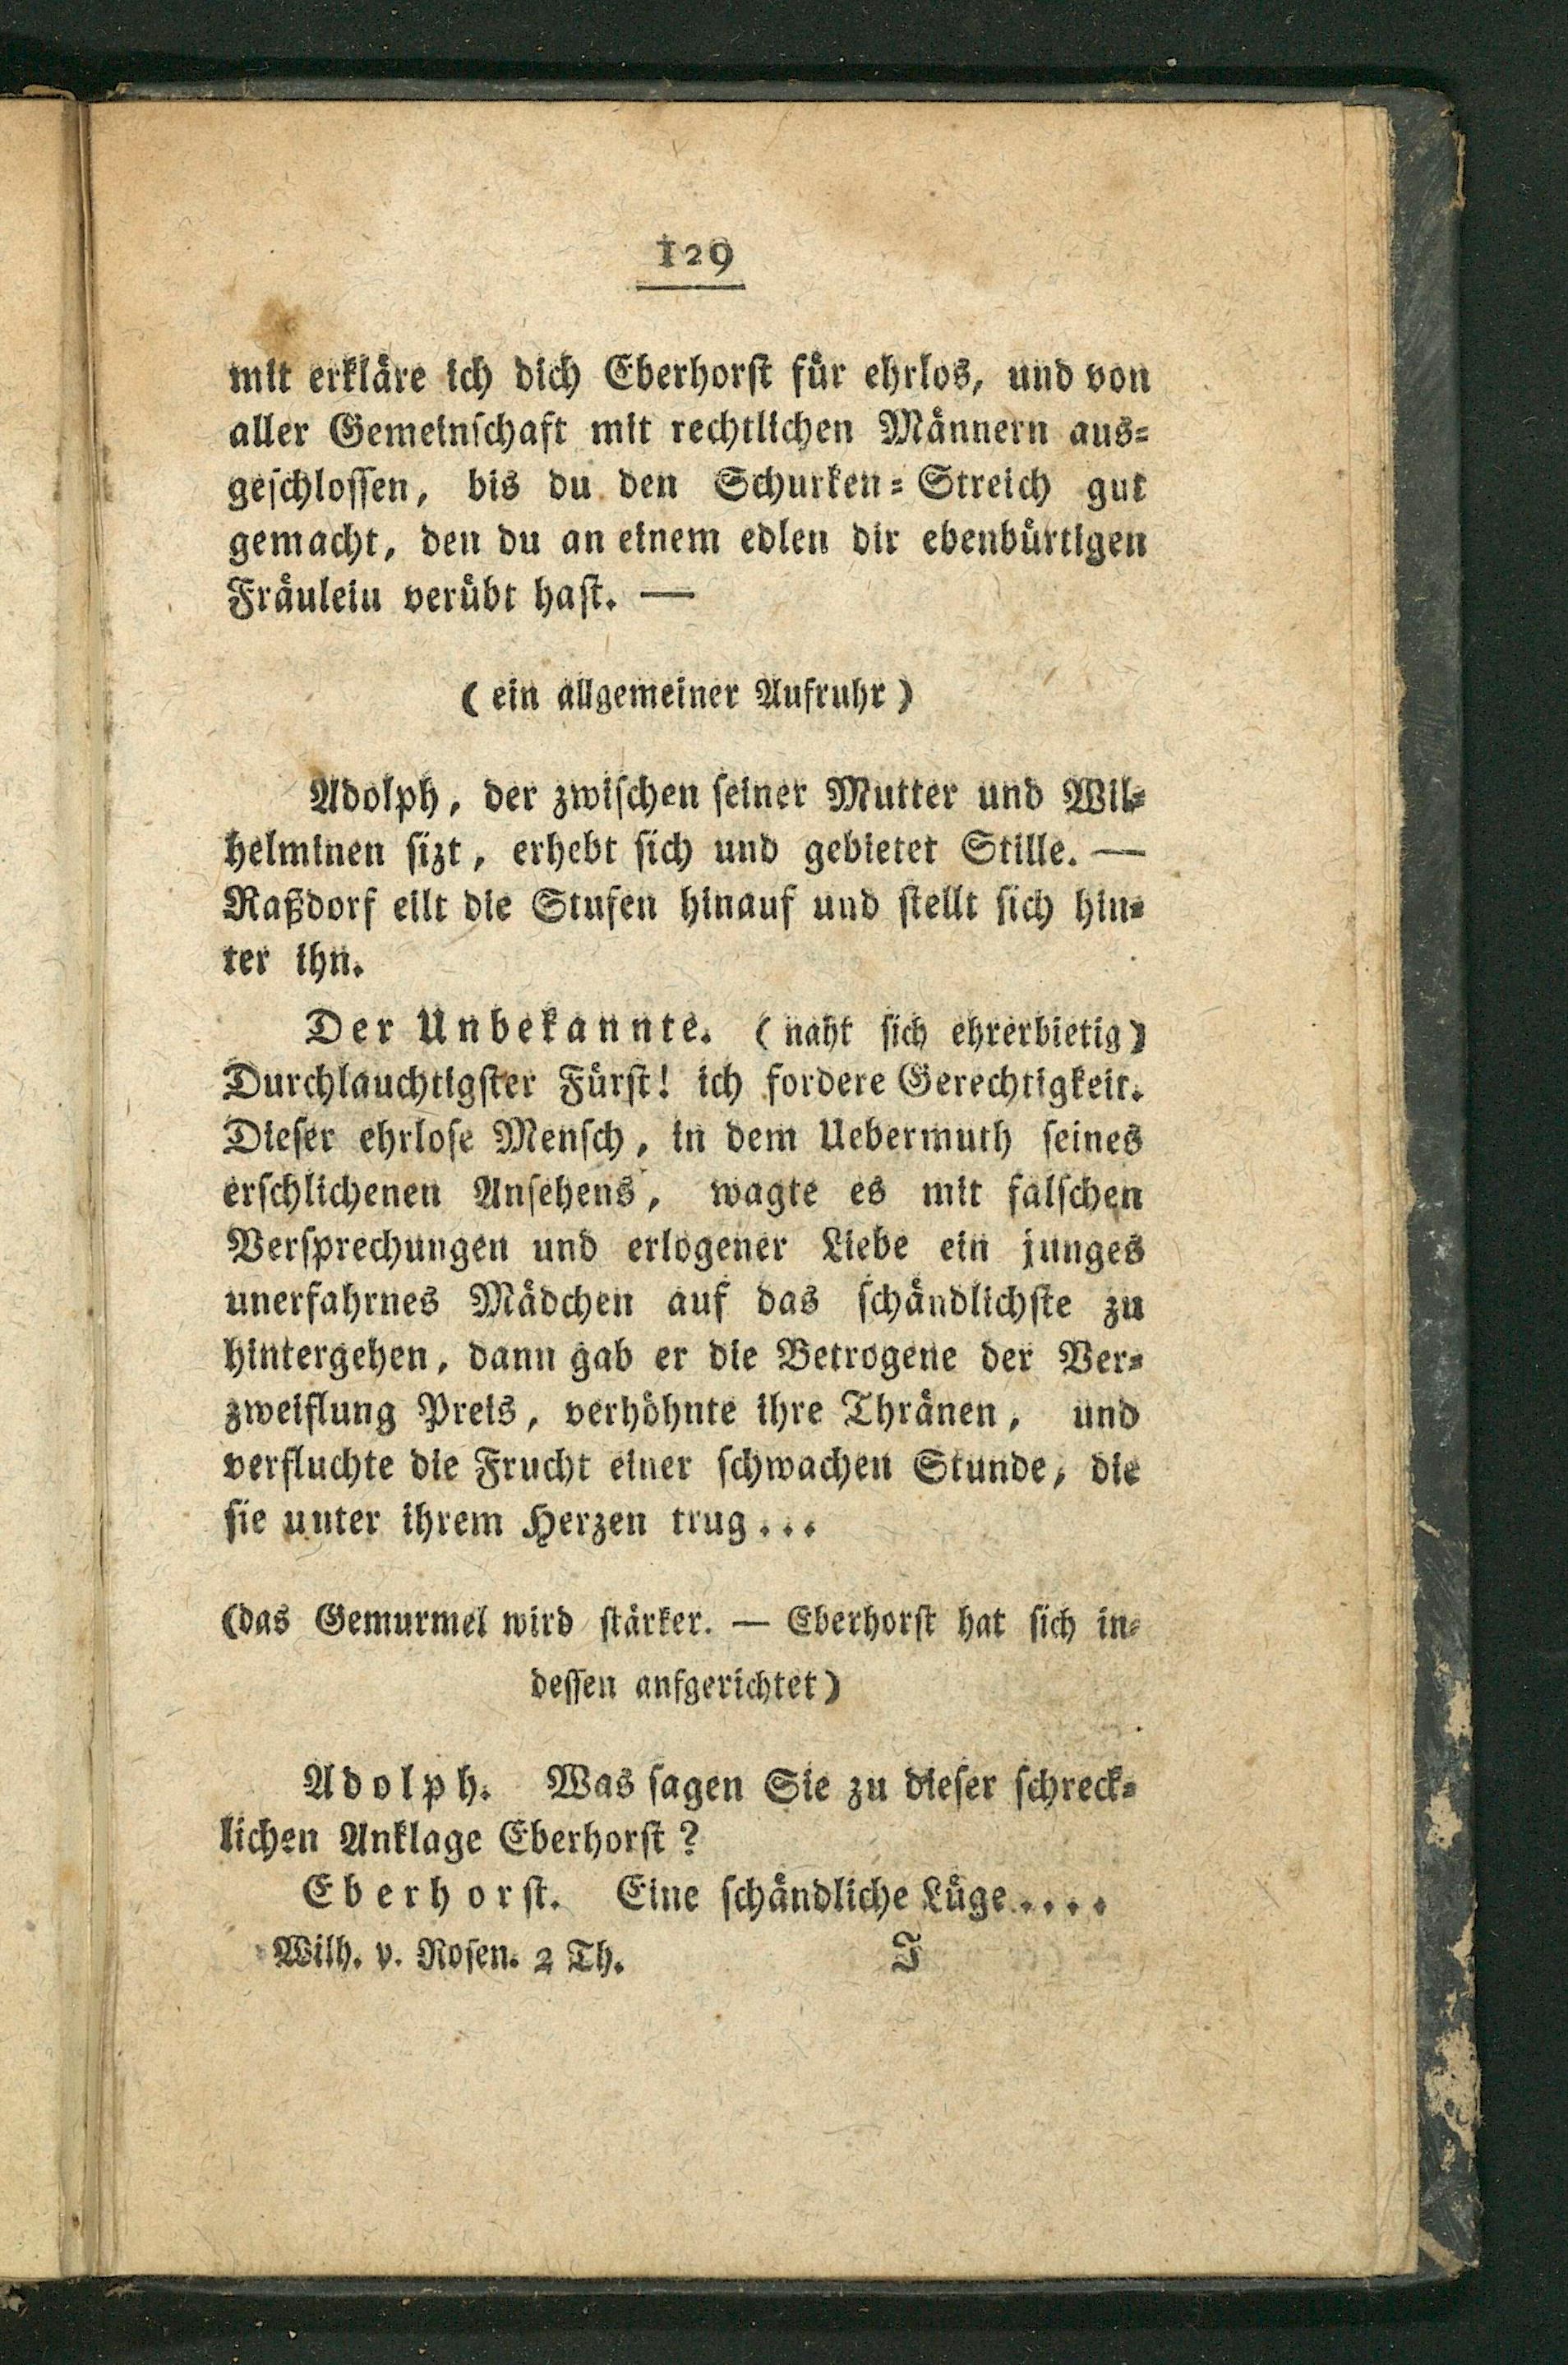 129
mit erkläre ich dich Eberhorst für ehrlos, und von
aller Gemeinschaft mit rechtlichen Männern aus=
geschlossen, bis du den Schurken=Streich gut
gemacht, den du an einem edlen dir ebenbürtigen
Fräulein verübt hast. —
(ein allgemeiner Aufruhr)
Adolph, der zwischen seiner Mutter und Wil=
helminen sizt, erhebt sich und gebietet Stille. —
Raßdorf eilt die Stufen hinauf und stellt sich hin=
ter ihn.
Der Unbekannte. (naht sich ehrerbietig)
Durchlauchtigster Fürst! ich fordere Gerechtigkeit.
Dieser ehrlose Mensch, in dem Uebermuth seines
erschlichenen Ansehens, wagte es mit falschen
Versprechungen und erlogener Liebe ein junges
unerfahrnes Mädchen auf das schändlichste zu
hintergehen, dann gab er die Betrogene der Ver=
zweiflung Preis, verhöhnte ihre Thränen, und
verfluchte die Frucht einer schwachen Stunde, die
sie unter ihrem Herzen trug...
(das Gemurmel wird stärker. — Eberhorst hat sich in=
dessen aufgerichtet)
Adolph. Was sagen Sie zu dieser schreck=
lichen Anklage Eberhorst?
Eberhorst. Eine schändliche Lüge....
Wilh. v. Rosen. 2 Th. I